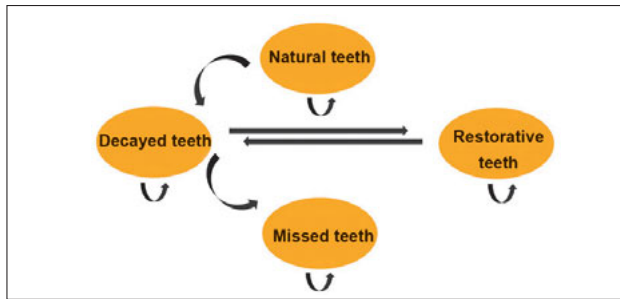 Natural teeth
Decayed teeth
Restorative
teeth
Missed teeth